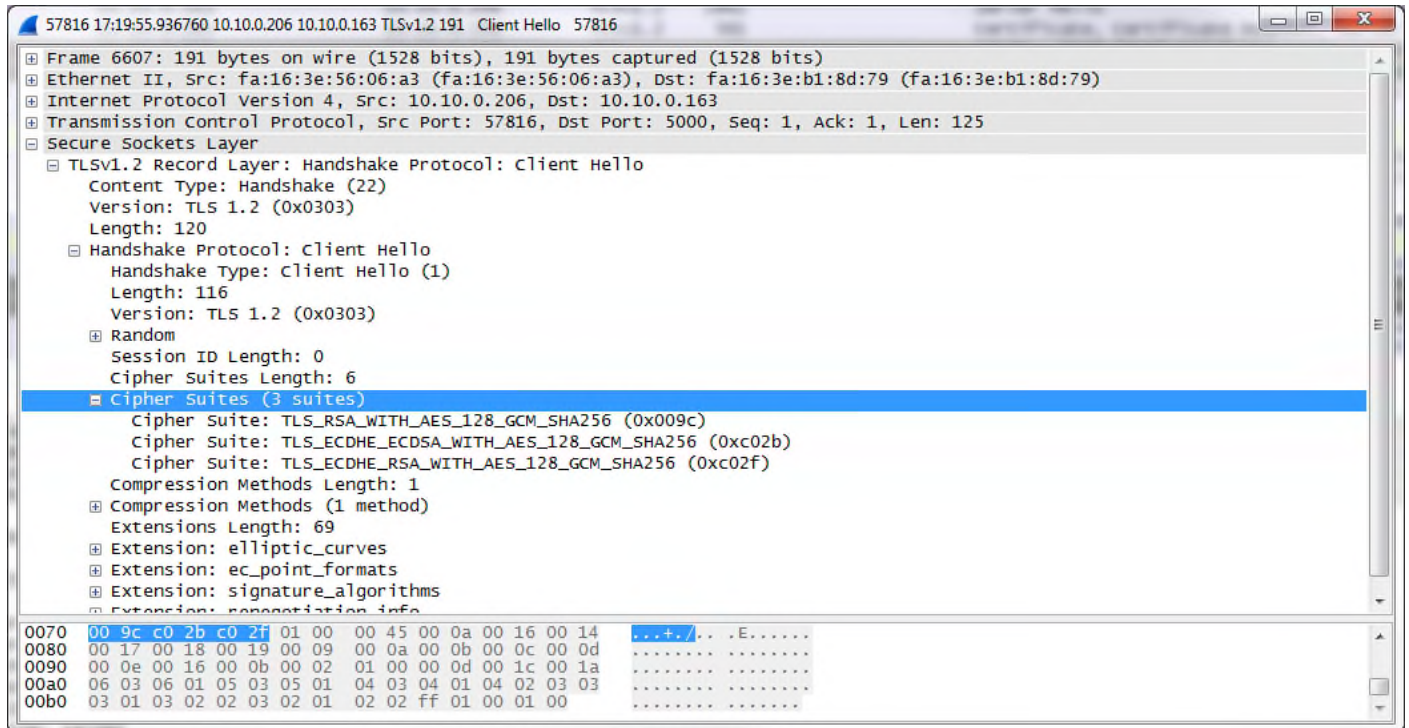 57816 17:19:55.936760 10.10.0.206 10.10.0.163 TLSv1.2 191 Client Hello 57816
Frame 6607: 191 bytes on wire (1528 bits), 191 bytes captured (1528 bits)
Ethernet II, Src: fa:16:3e:56:06:a3 (fa:16:3e:56:06:a3), Dst: fa:16:3e:b1:8d:79 (fa:16:3e:b1:8d:79)
Internet Protocol Version 4, Src: 10.10.0.206, Dst: 10.10.0.163
Transmission Control Protocol, Src Port: 57816, Dst Port: 5000, Seq: 1, Ack: 1, Len: 125
Secure Sockets Layer
TLSv1.2 Record Layer: Handshake Protocol: Client Hello
Content Type: Handshake (22)
Version: TLS 1.2 (0x0303)
Length: 120
Handshake Protocol: Client Hello
Handshake Type: Client Hello (1)
Length: 116
Version: TLS 1.2 (0x0303)
Random
Session ID Length: 0
Cipher Suites Length: 6
Cipher Suites (3 suites)
Cipher Suite: TLS_RSA_WITH_AES_128_GCM_SHA256 (0x009c)
Cipher Suite: TLS_ECDHE_ECDSA_WITH_AES_128_GCM_SHA256 (0xc02b)
Cipher Suite: TLS_ECDHE_RSA_WITH_AES_128_GCM_SHA256 (0xc02f)
Compression Methods Length: 1
Compression Methods (1 method)
Extensions Length: 69
Extension: elliptic_curves
Extension: ec_point_formats
Extension: signature_algorithms
Extension: renegotiation_info
0070 00 9c c0 2b c0 2f 01 00 00 45 00 0a 00 16 00 14 ...+./.. .E......
0080 00 17 00 18 00 19 00 09 00 0a 00 0b 00 0c 00 0d ........ ........
0090 00 0e 00 16 00 0b 00 02 01 00 00 0d 00 1c 00 1a ........ ........
00a0 06 03 06 01 05 03 05 01 04 03 04 01 04 02 03 03 ........ ........
00b0 03 01 03 02 02 03 02 01 02 02 ff 01 00 01 00 ........ .......